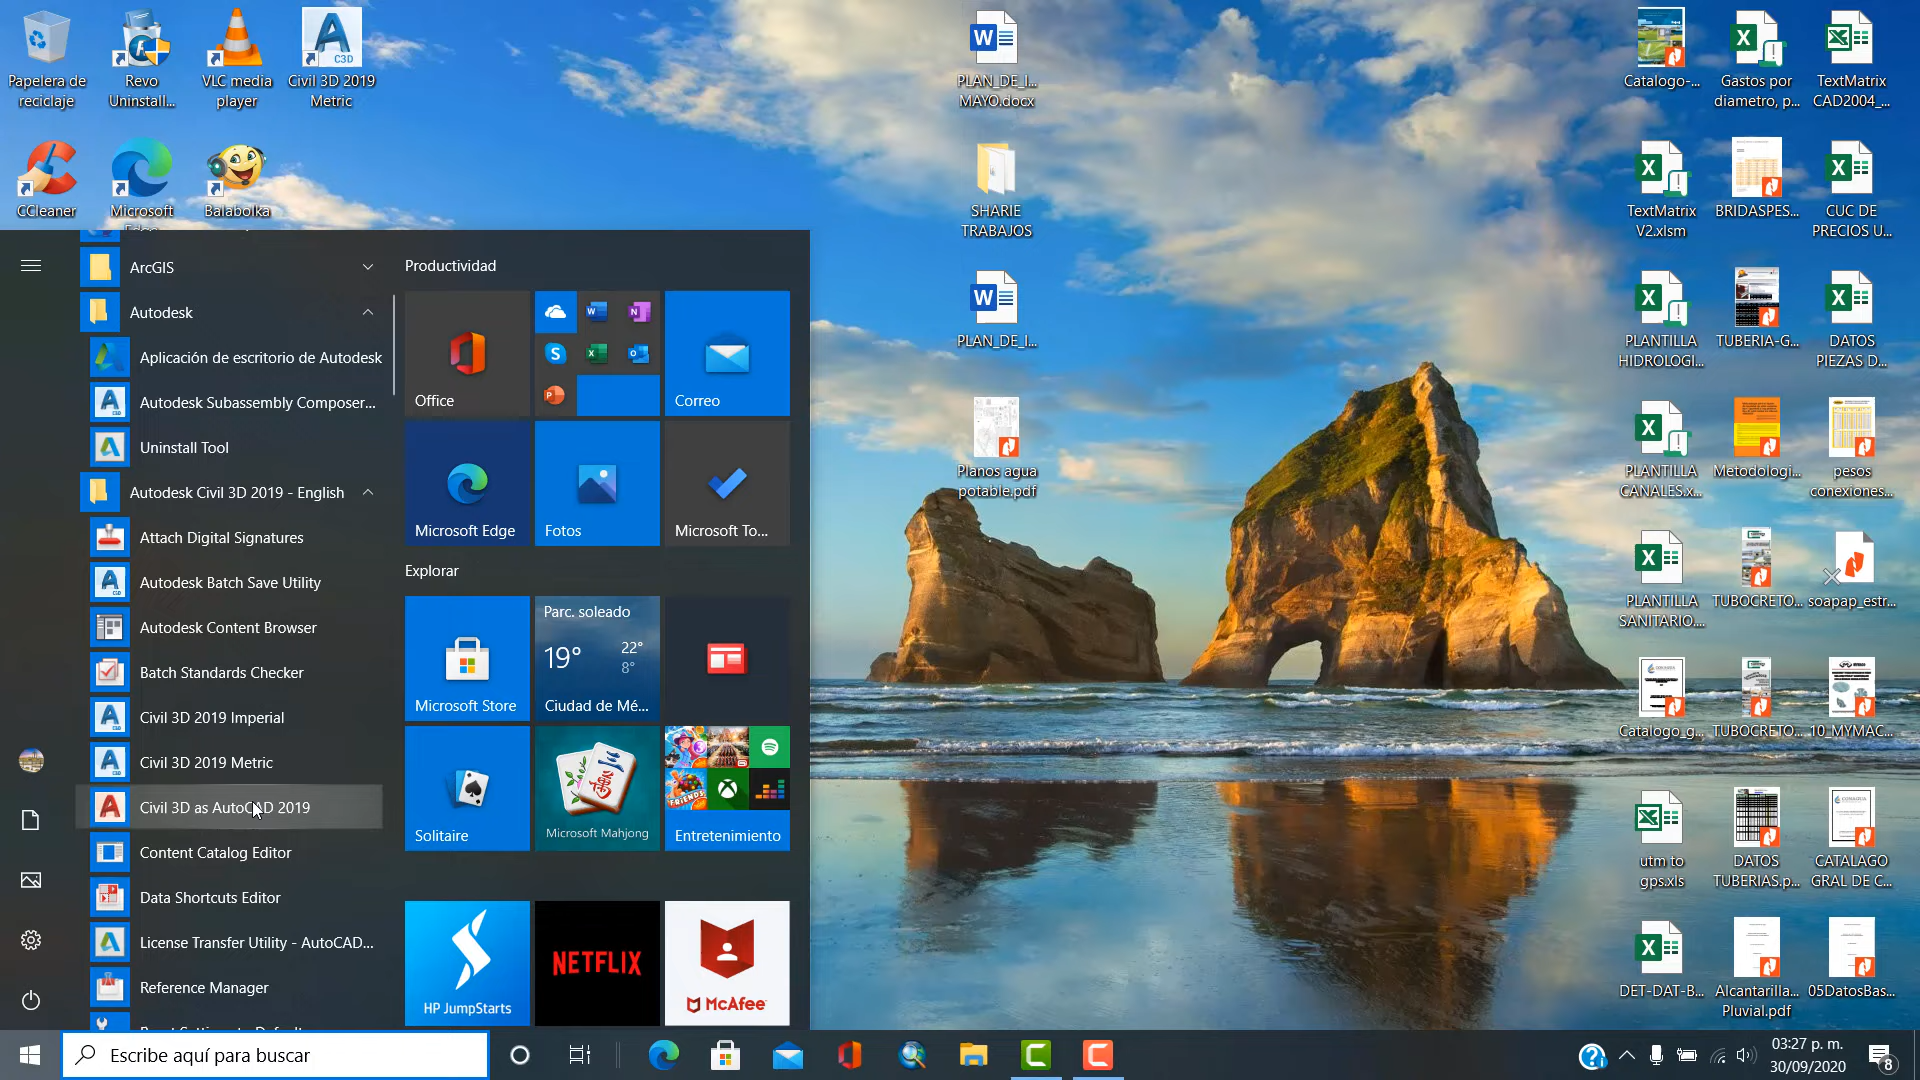 Papelera de
reciclaje
Revo
Uninstall...
VLC media
player
Civil 3D 2019
Metric
C3D
CCleaner
Microsoft
Balabolka
PLAN_DE_I...
MAYO.docx
SHARIE
TRABAJOS
PLAN_DE_I...
Planos agua
potable.pdf
Catalogo-...
Gastos por
diametro, p...
TextMatrix
CAD2004_...
TextMatrix
V2.xlsm
BRIDASPES...
CUC DE
PRECIOS U...
PLANTILLA
HIDROLOGI...
TUBERIA-G...
DATOS
PIEZAS D...
PLANTILLA
CANALES.x...
Metodologi...
pesos
conexiones...
PLANTILLA
SANITARIO....
TUBOCRETO...
soapap_estr...
Catalogo_g...
TUBOCRETO...
10_MYMAC...
utm to
gps.xls
DATOS
TUBERIAS.p...
CATALAGO
GRAL DE C...
DET-DAT-B...
Alcantarilla...
Pluvial.pdf
05DatosBas...
ArcGIS
Autodesk
Aplicación de escritorio de Autodesk
Autodesk Subassembly Composer...
Uninstall Tool
Autodesk Civil 3D 2019 - English
Attach Digital Signatures
Autodesk Batch Save Utility
Autodesk Content Browser
Batch Standards Checker
Civil 3D 2019 Imperial
Civil 3D 2019 Metric
Civil 3D as AutoCAD 2019
Content Catalog Editor
Data Shortcuts Editor
License Transfer Utility - AutoCAD...
Reference Manager
Productividad
Office
Correo
Microsoft Edge
Fotos
Microsoft To...
Explorar
Microsoft Store
Parc. soleado
19°
22°
8°
Ciudad de Mé...
Solitaire
Microsoft Mahjong
Entretenimiento
HP JumpStarts
NETFLIX
McAfee
Escribe aquí para buscar
03:27 p. m.
30/09/2020
8